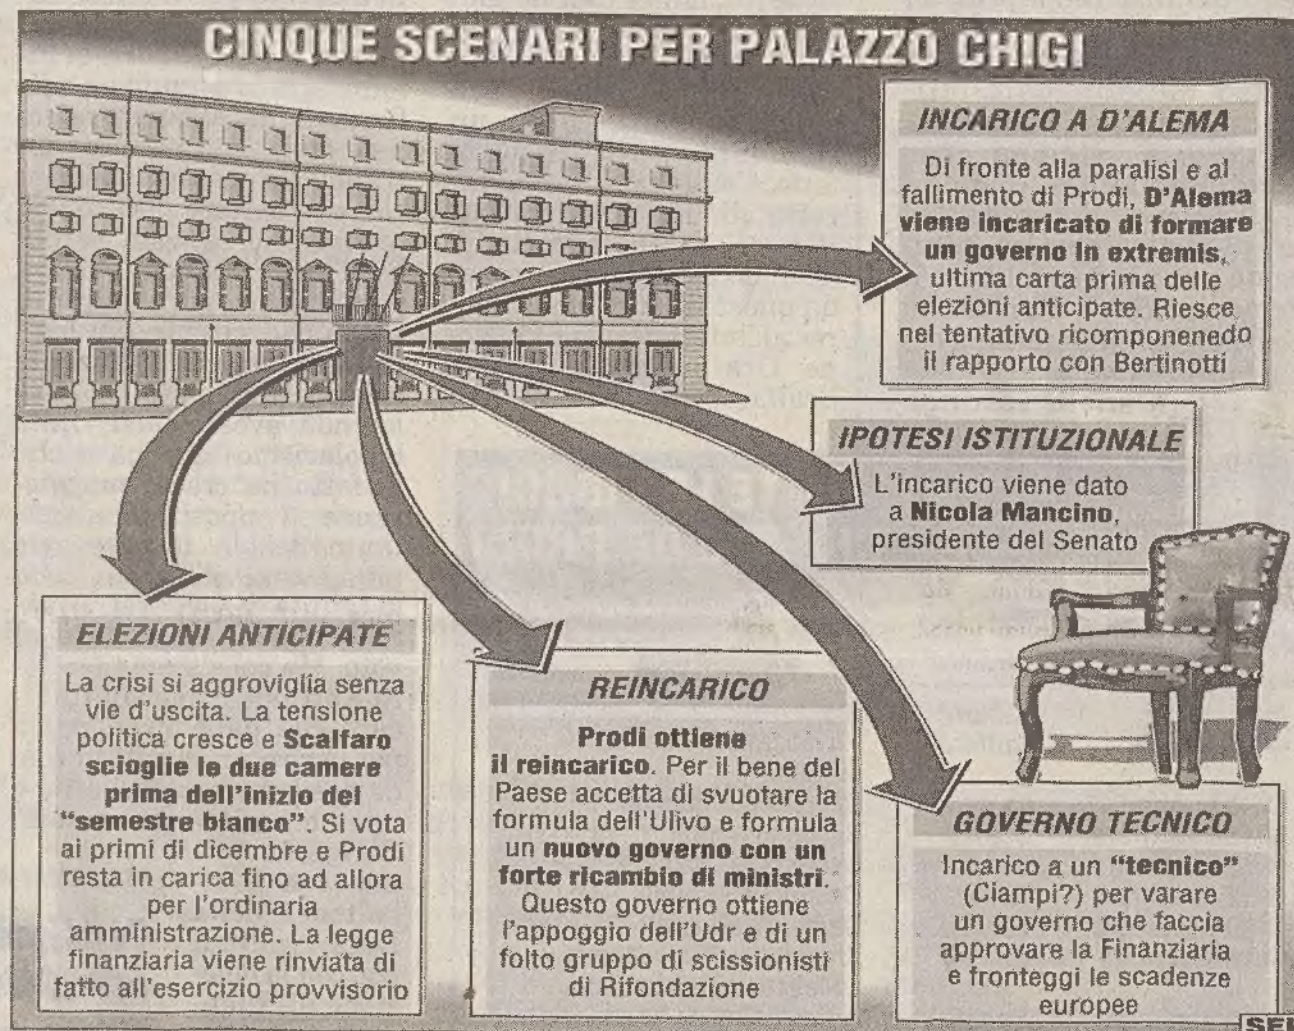 CINQUE SCENARI PER PALAZZO CHIGI
INCARICO A D'ALEMA
Di fronte alla paralisi e al
fallimento di Prodi, D'Alema
viene incaricato di formare
un governo in extremis,
ultima carta prima delle
elezioni anticipate. Riesce
nel tentativo ricomponenedo
il rapporto con Bertinotti
IPOTESI ISTITUZIONALE
L'incarico viene dato
a Nicola Mancino,
presidente del Senato
ELEZIONI ANTICIPATE
La crisi si aggroviglia senza
vie d'uscita. La tensione
politica cresce e Scalfaro
scioglie le due camere
prima dell'inizio del
"semestre bianco". Si vota
ai primi di dicembre e Prodi
resta in carica fino ad allora
per l'ordinaria
amministrazione. La legge
finanziaria viene rinviata di
fatto all'esercizio provvisorio
REINCARICO
Prodi ottiene
il reincarico. Per il bene del
Paese accetta di svuotare la
formula dell'Ulivo e formula
un nuovo governo con un
forte ricambio di ministri.
Questo governo ottiene
l'appoggio dell'Udr e di un
folto gruppo di scissionisti
di Rifondazione
GOVERNO TECNICO
Incarico a un "tecnico"
(Ciampi?) per varare
un governo che faccia
approvare la Finanziaria
e fronteggi le scadenze
europee